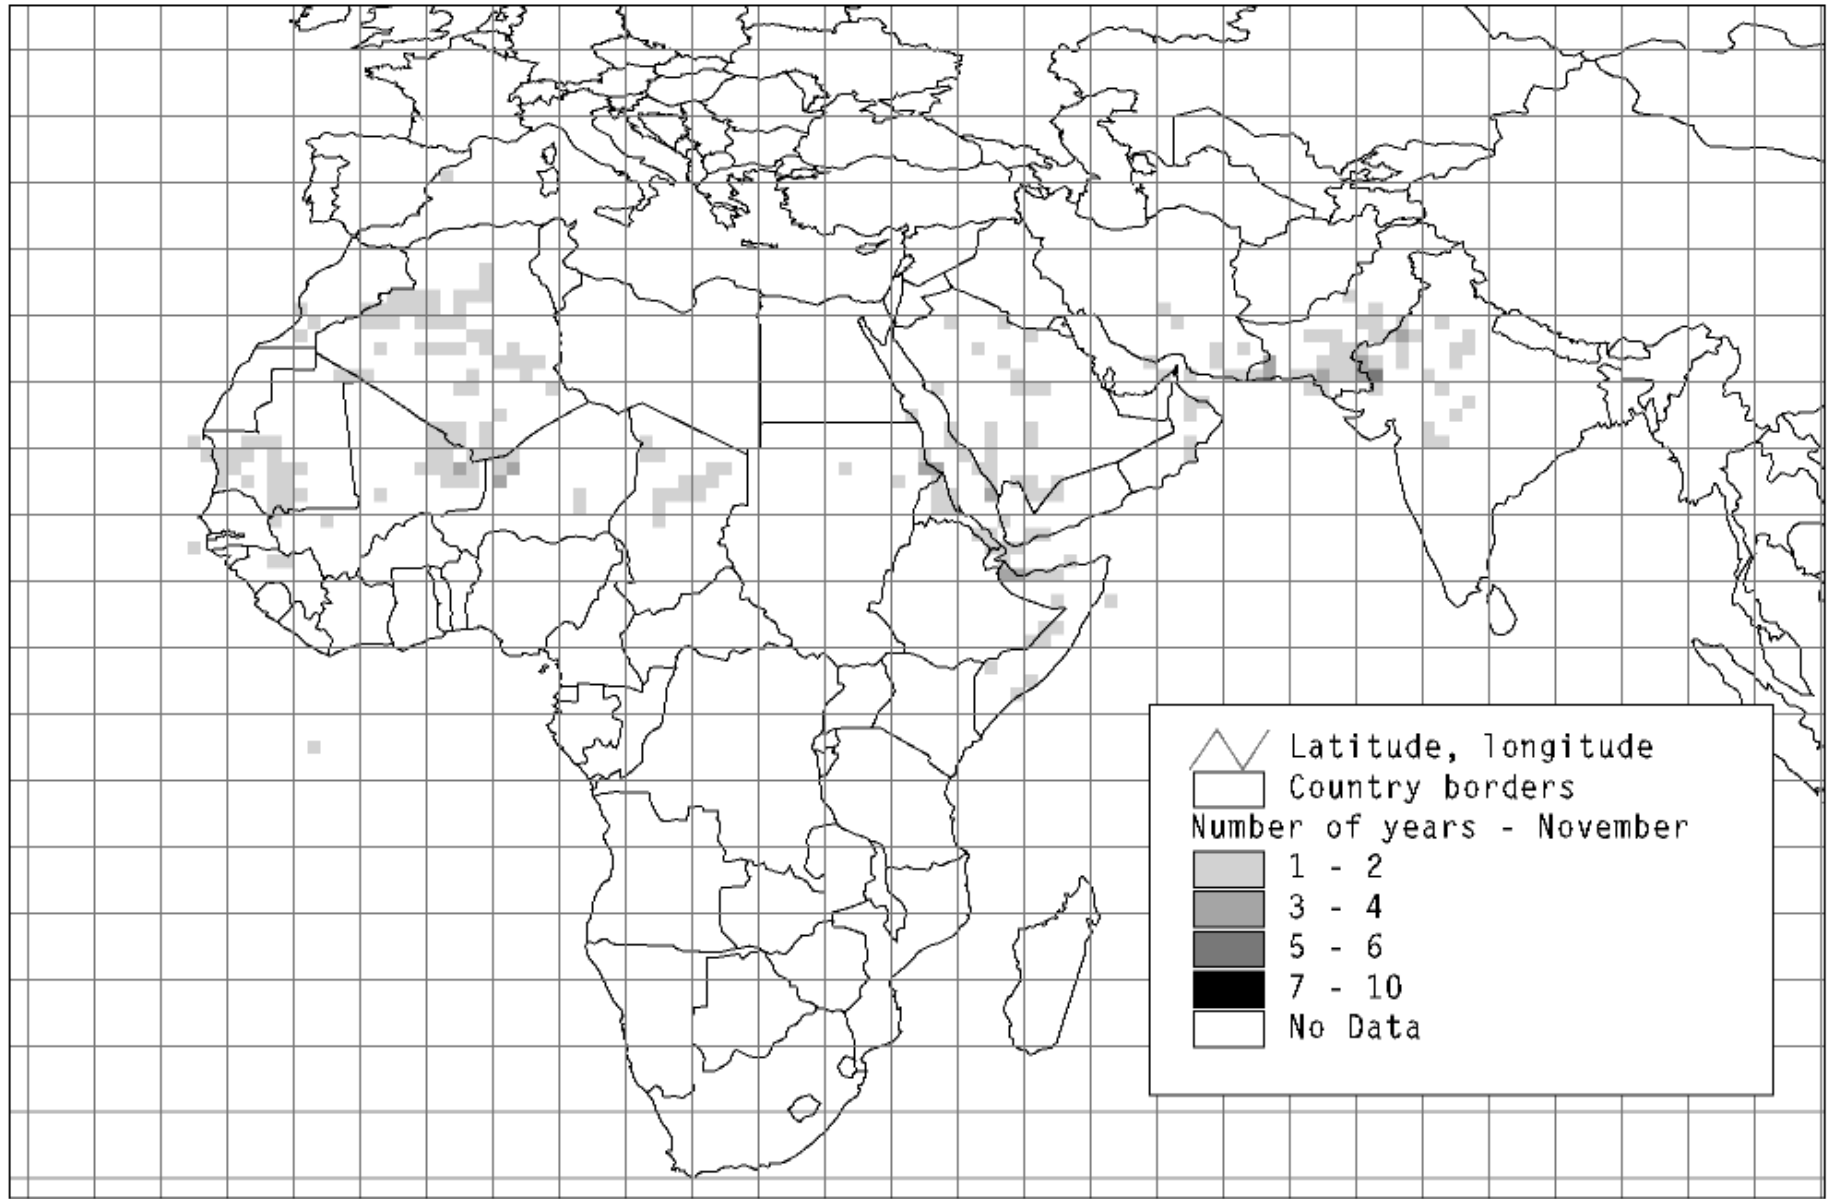 Latitude, longitude
Country borders
Number of years - November
1 - 2
3 - 4
5 - 6
7 - 10
No Data